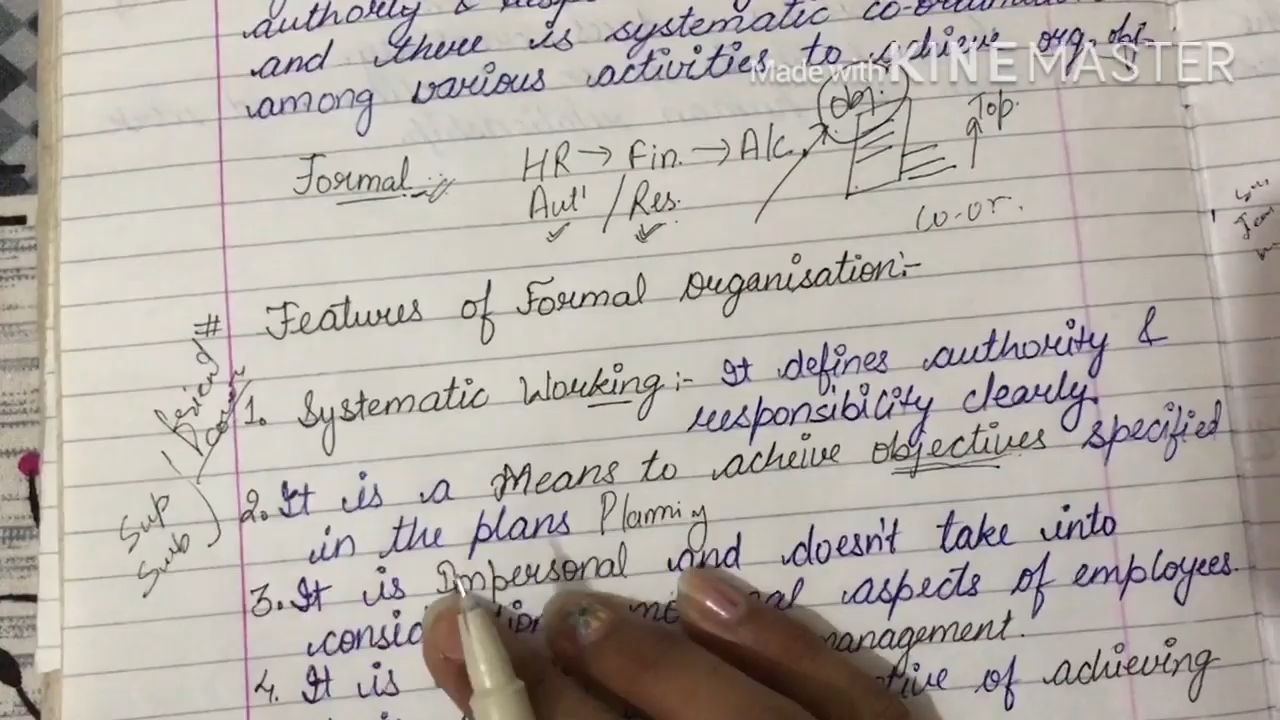 authority &
and there is systematic co-ordination
among various activities to achieve org. obj-
Made with KINEMASTER
Formal
HR → Fin. → A/c.
Obj.
Top.
Aut' / Res.
co-or.
# Features of Formal Organisation:-
1. Systematic Working:- It defines authority &
responsibility clearly.
2. It is a Means to acheive objectives specified
in the plans Planning
Sup
Sub
3. It is Impersonal and doesn't take into
aspects of employees.
management.
4. It is
of achieving